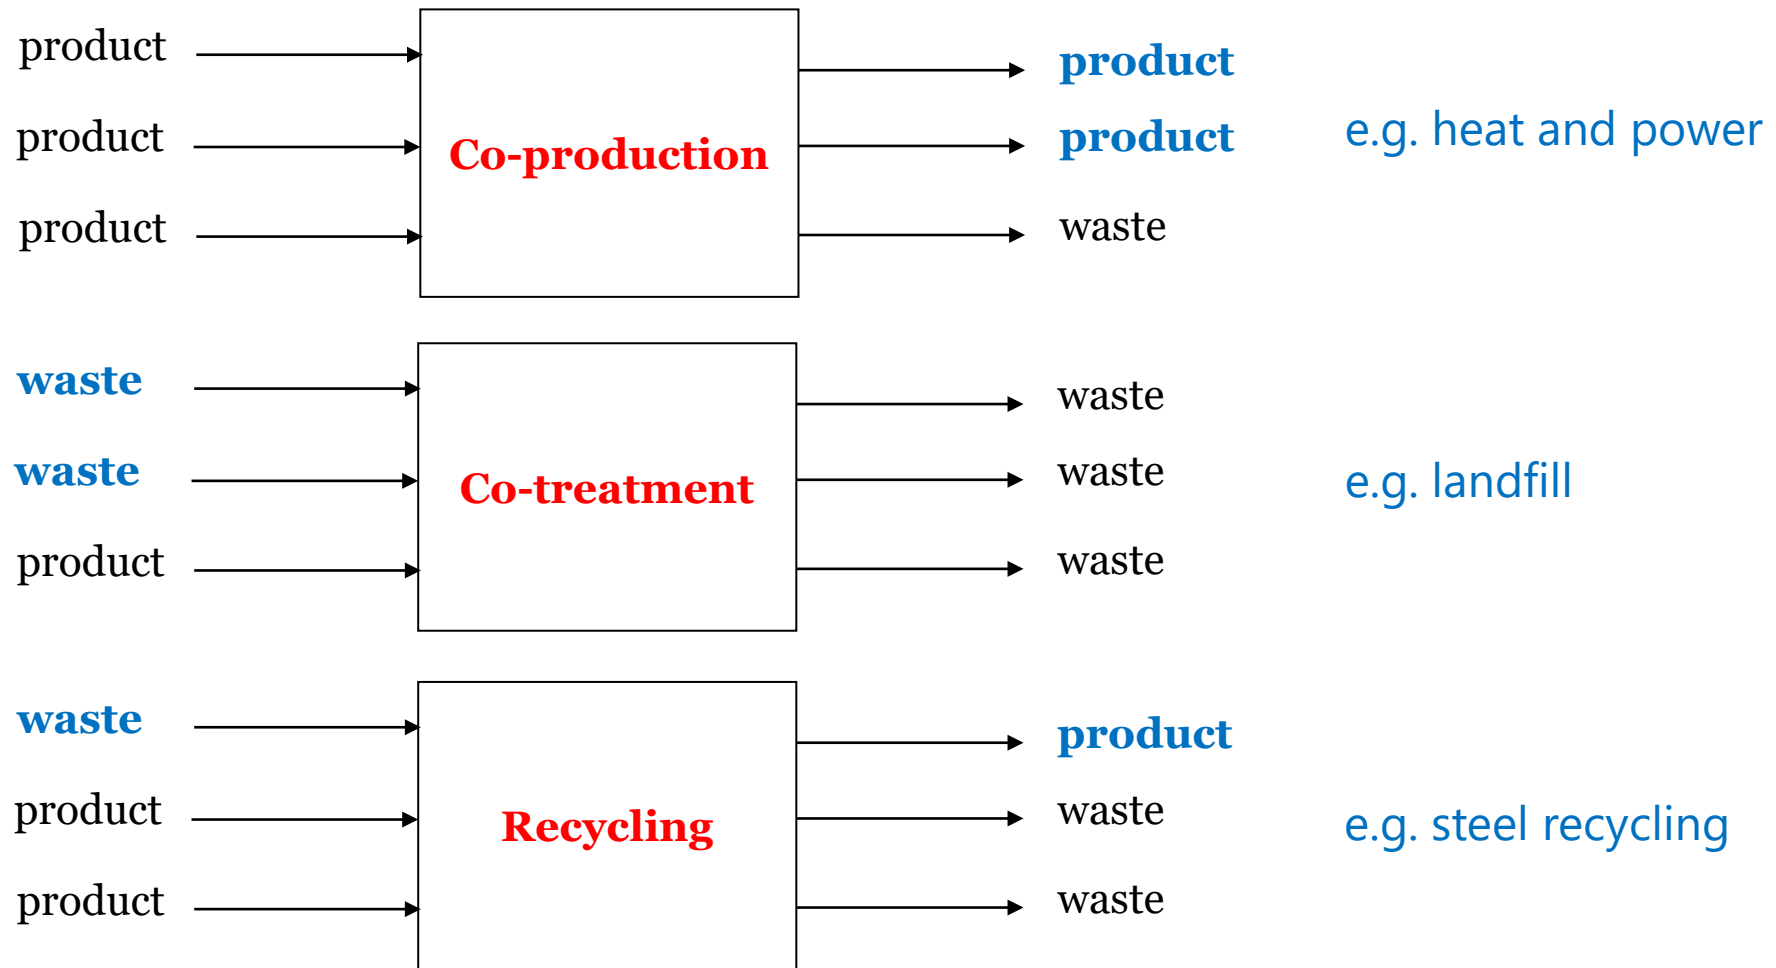 product
product
product
Co-production
product
product
waste
e.g. heat and power
waste
waste
product
Co-treatment
waste
waste
waste
e.g. landfill
waste
product
product
Recycling
product
waste
waste
e.g. steel recycling